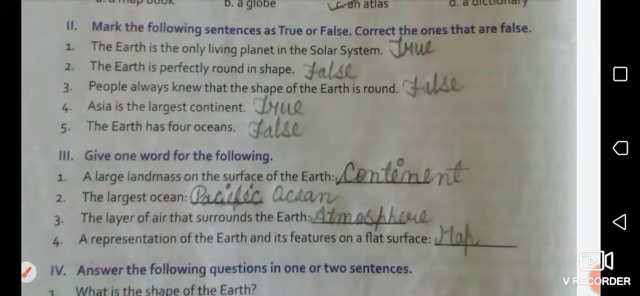 b. a globe c. an atlas
II. Mark the following sentences as True or False. Correct the ones that are false.
1. The Earth is the only living planet in the Solar System. True
2. The Earth is perfectly round in shape. False
3. People always knew that the shape of the Earth is round. False
4. Asia is the largest continent. True
5. The Earth has four oceans. False
III. Give one word for the following.
1. A large landmass on the surface of the Earth: Continent
2. The largest ocean: Pacific Ocean
3. The layer of air that surrounds the Earth: Atmosphere
4. A representation of the Earth and its features on a flat surface: Map
V RECORDER
IV. Answer the following questions in one or two sentences.
1. What is the shape of the Earth?